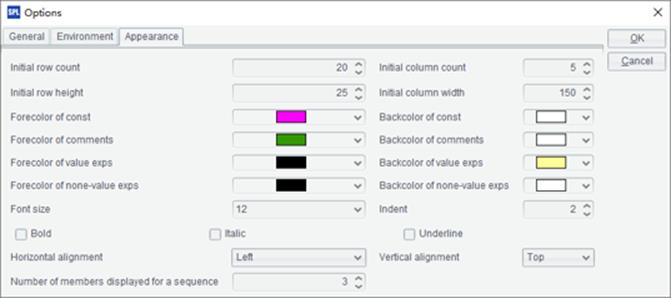 SPL Options
General Environment Appearance OK
Cancel
Initial row count 20 Initial column count 5
Initial row height 25 Initial column width 150
Forecolor of const Backcolor of const
Forecolor of comments Backcolor of comments
Forecolor of value exps Backcolor of value exps
Forecolor of none-value exps Backcolor of none-value exps
Font size 12 Indent 2
Bold Italic Underline
Horizontal alignment Left Vertical alignment Top
Number of members displayed for a sequence 3